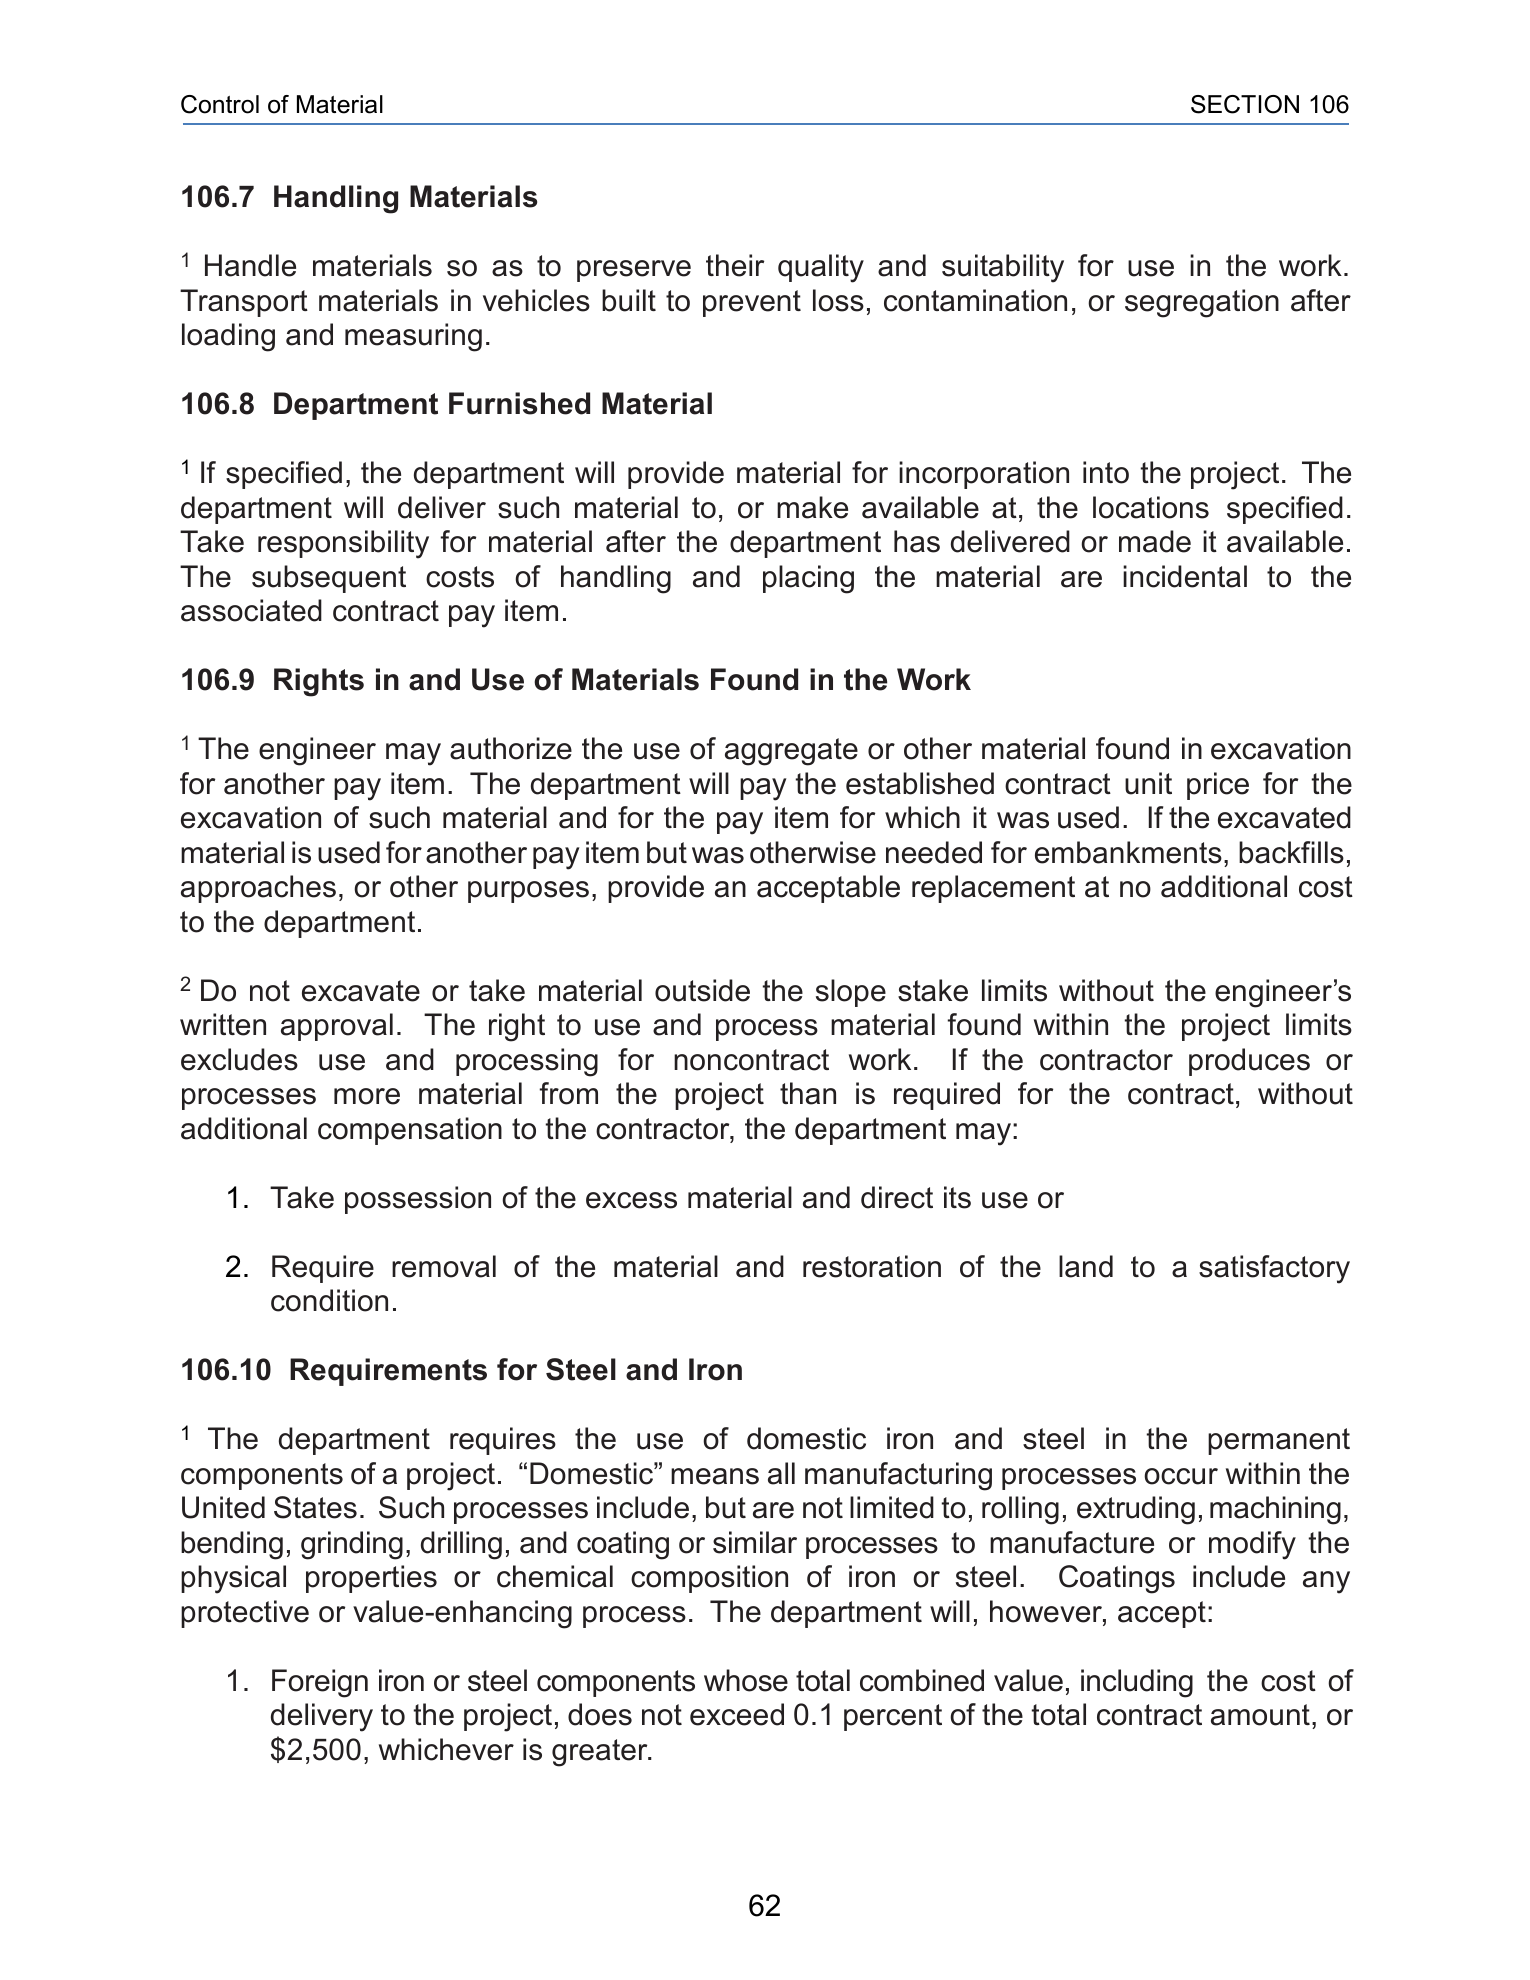 Control of Material SECTION 106
106.7 Handling Materials
1 Handle materials so as to preserve their quality and suitability for use in the work.
Transport materials in vehicles built to prevent loss, contamination, or segregation after
loading and measuring.
106.8 Department Furnished Material
1 If specified, the department will provide material for incorporation into the project. The
department will deliver such material to, or make available at, the locations specified.
Take responsibility for material after the department has delivered or made it available.
The subsequent costs of handling and placing the material are incidental to the
associated contract pay item.
106.9 Rights in and Use of Materials Found in the Work
1 The engineer may authorize the use of aggregate or other material found in excavation
for another pay item. The department will pay the established contract unit price for the
excavation of such material and for the pay item for which it was used. If the excavated
material is used for another pay item but was otherwise needed for embankments, backfills,
approaches, or other purposes, provide an acceptable replacement at no additional cost
to the department.
2 Do not excavate or take material outside the slope stake limits without the engineer’s
written approval. The right to use and process material found within the project limits
excludes use and processing for noncontract work. If the contractor produces or
processes more material from the project than is required for the contract, without
additional compensation to the contractor, the department may:
1. Take possession of the excess material and direct its use or
2. Require removal of the material and restoration of the land to a satisfactory
condition.
106.10 Requirements for Steel and Iron
1 The department requires the use of domestic iron and steel in the permanent
components of a project. “Domestic” means all manufacturing processes occur within the
United States. Such processes include, but are not limited to, rolling, extruding, machining,
bending, grinding, drilling, and coating or similar processes to manufacture or modify the
physical properties or chemical composition of iron or steel. Coatings include any
protective or value-enhancing process. The department will, however, accept:
1. Foreign iron or steel components whose total combined value, including the cost of
delivery to the project, does not exceed 0.1 percent of the total contract amount, or
$2,500, whichever is greater.
62